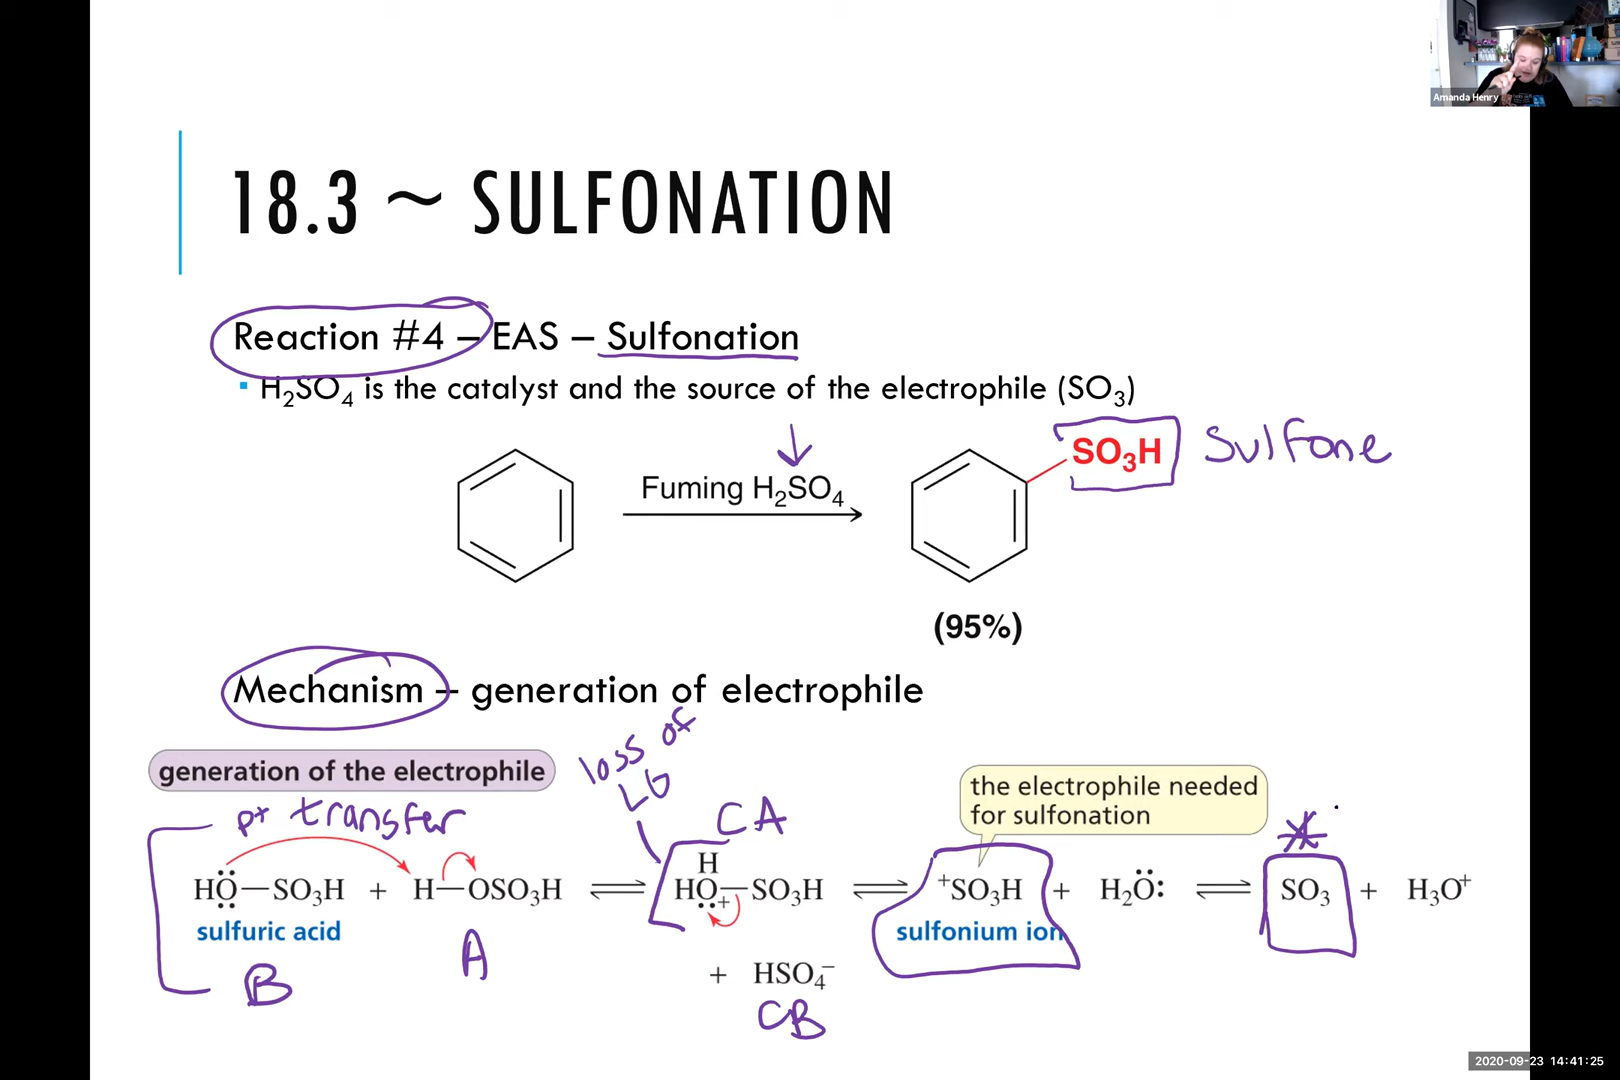 Amanda Henry
18.3 ~ SULFONATION
Reaction #4 – EAS – Sulfonation
▪ H₂SO₄ is the catalyst and the source of the electrophile (SO₃)
SO₃H Sulfone
Fuming H₂SO₄
(95%)
Mechanism – generation of electrophile
loss of
LG
generation of the electrophile
the electrophile needed
for sulfonation
p+ transfer
CA
*
H
HÖ—SO₃H + H—OSO₃H ⇌ HO⁺—SO₃H ⇌ ⁺SO₃H + H₂Ö: ⇌ SO₃ + H₃O⁺
sulfuric acid
sulfonium ion
B
A
+ HSO₄⁻
CB
2020-09-23 14:41:25